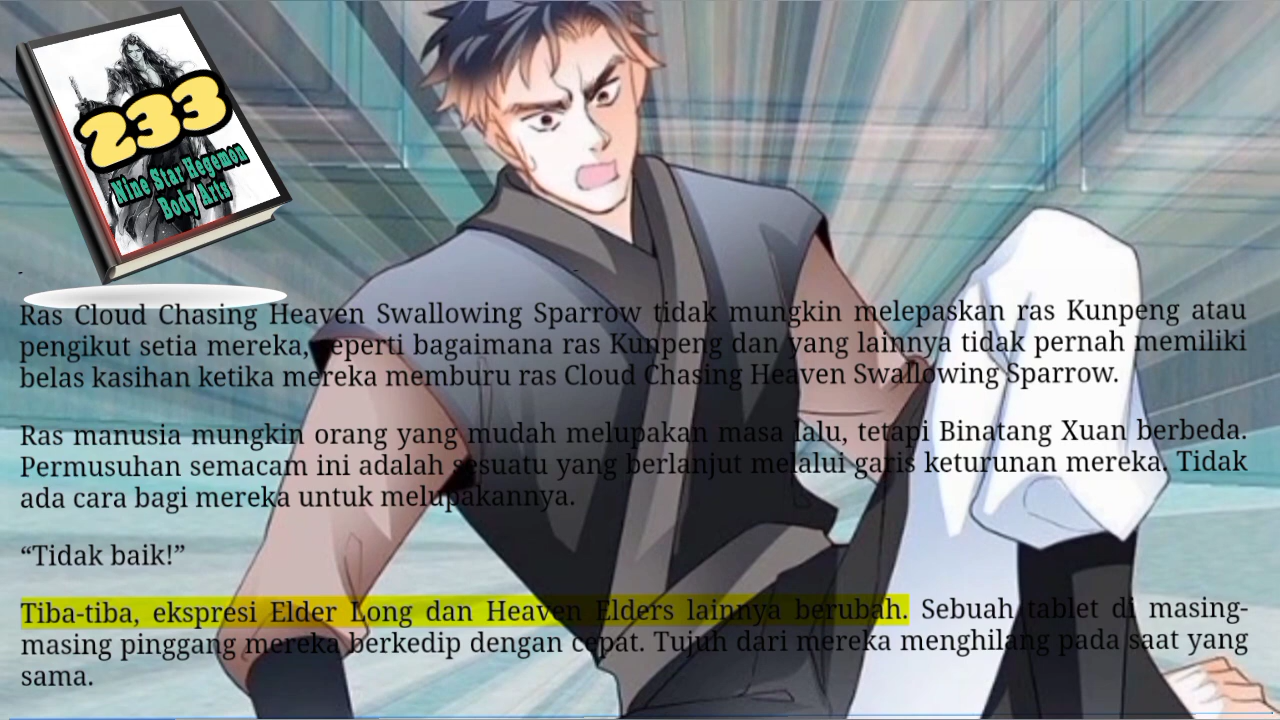 233
Nine Star Hegemon
Body Arts
Ras Cloud Chasing Heaven Swallowing Sparrow tidak mungkin melepaskan ras Kunpeng atau
pengikut setia mereka, seperti bagaimana ras Kunpeng dan yang lainnya tidak pernah memiliki
belas kasihan ketika mereka memburu ras Cloud Chasing Heaven Swallowing Sparrow.
Ras manusia mungkin orang yang mudah melupakan masa lalu, tetapi Binatang Xuan berbeda.
Permusuhan semacam ini adalah sesuatu yang berlanjut melalui garis keturunan mereka. Tidak
ada cara bagi mereka untuk melupakannya.
“Tidak baik!”
Tiba-tiba, ekspresi Elder Long dan Heaven Elders lainnya berubah. Sebuah tablet di masing-
masing pinggang mereka berkedip dengan cepat. Tujuh dari mereka menghilang pada saat yang
sama.